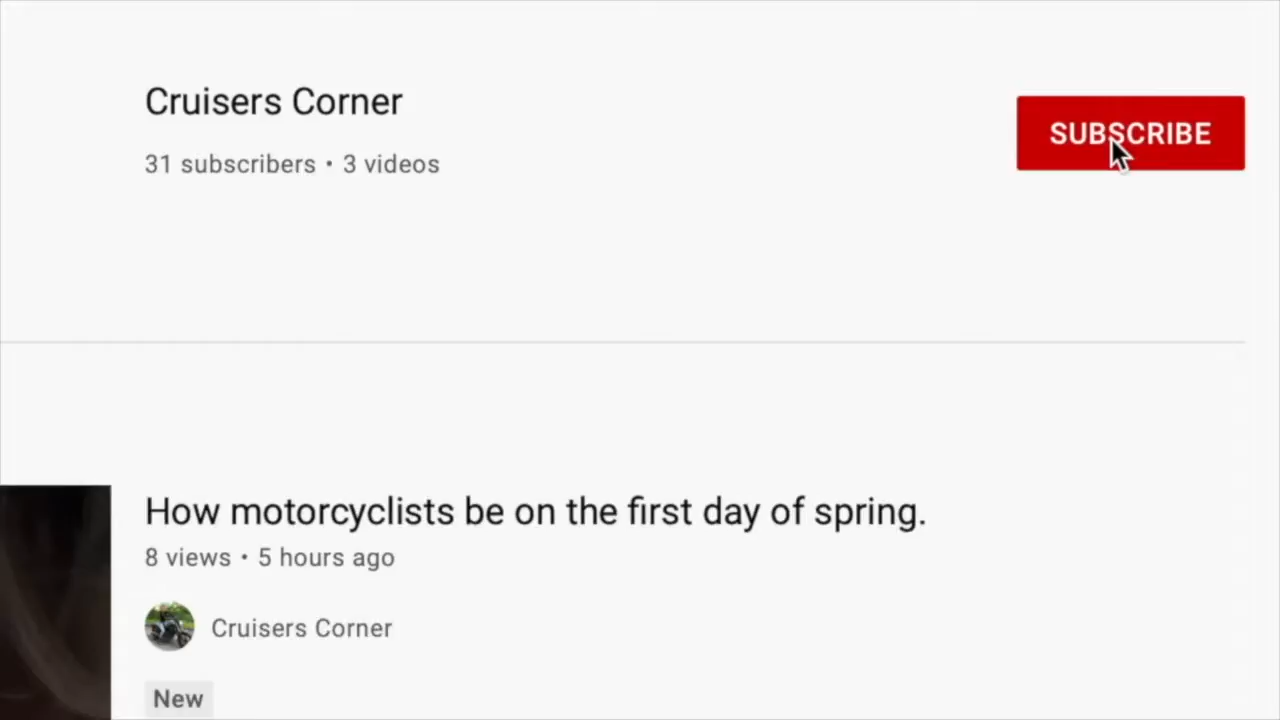 Cruisers Corner
31 subscribers • 3 videos
SUBSCRIBE
How motorcyclists be on the first day of spring.
8 views • 5 hours ago
Cruisers Corner
New